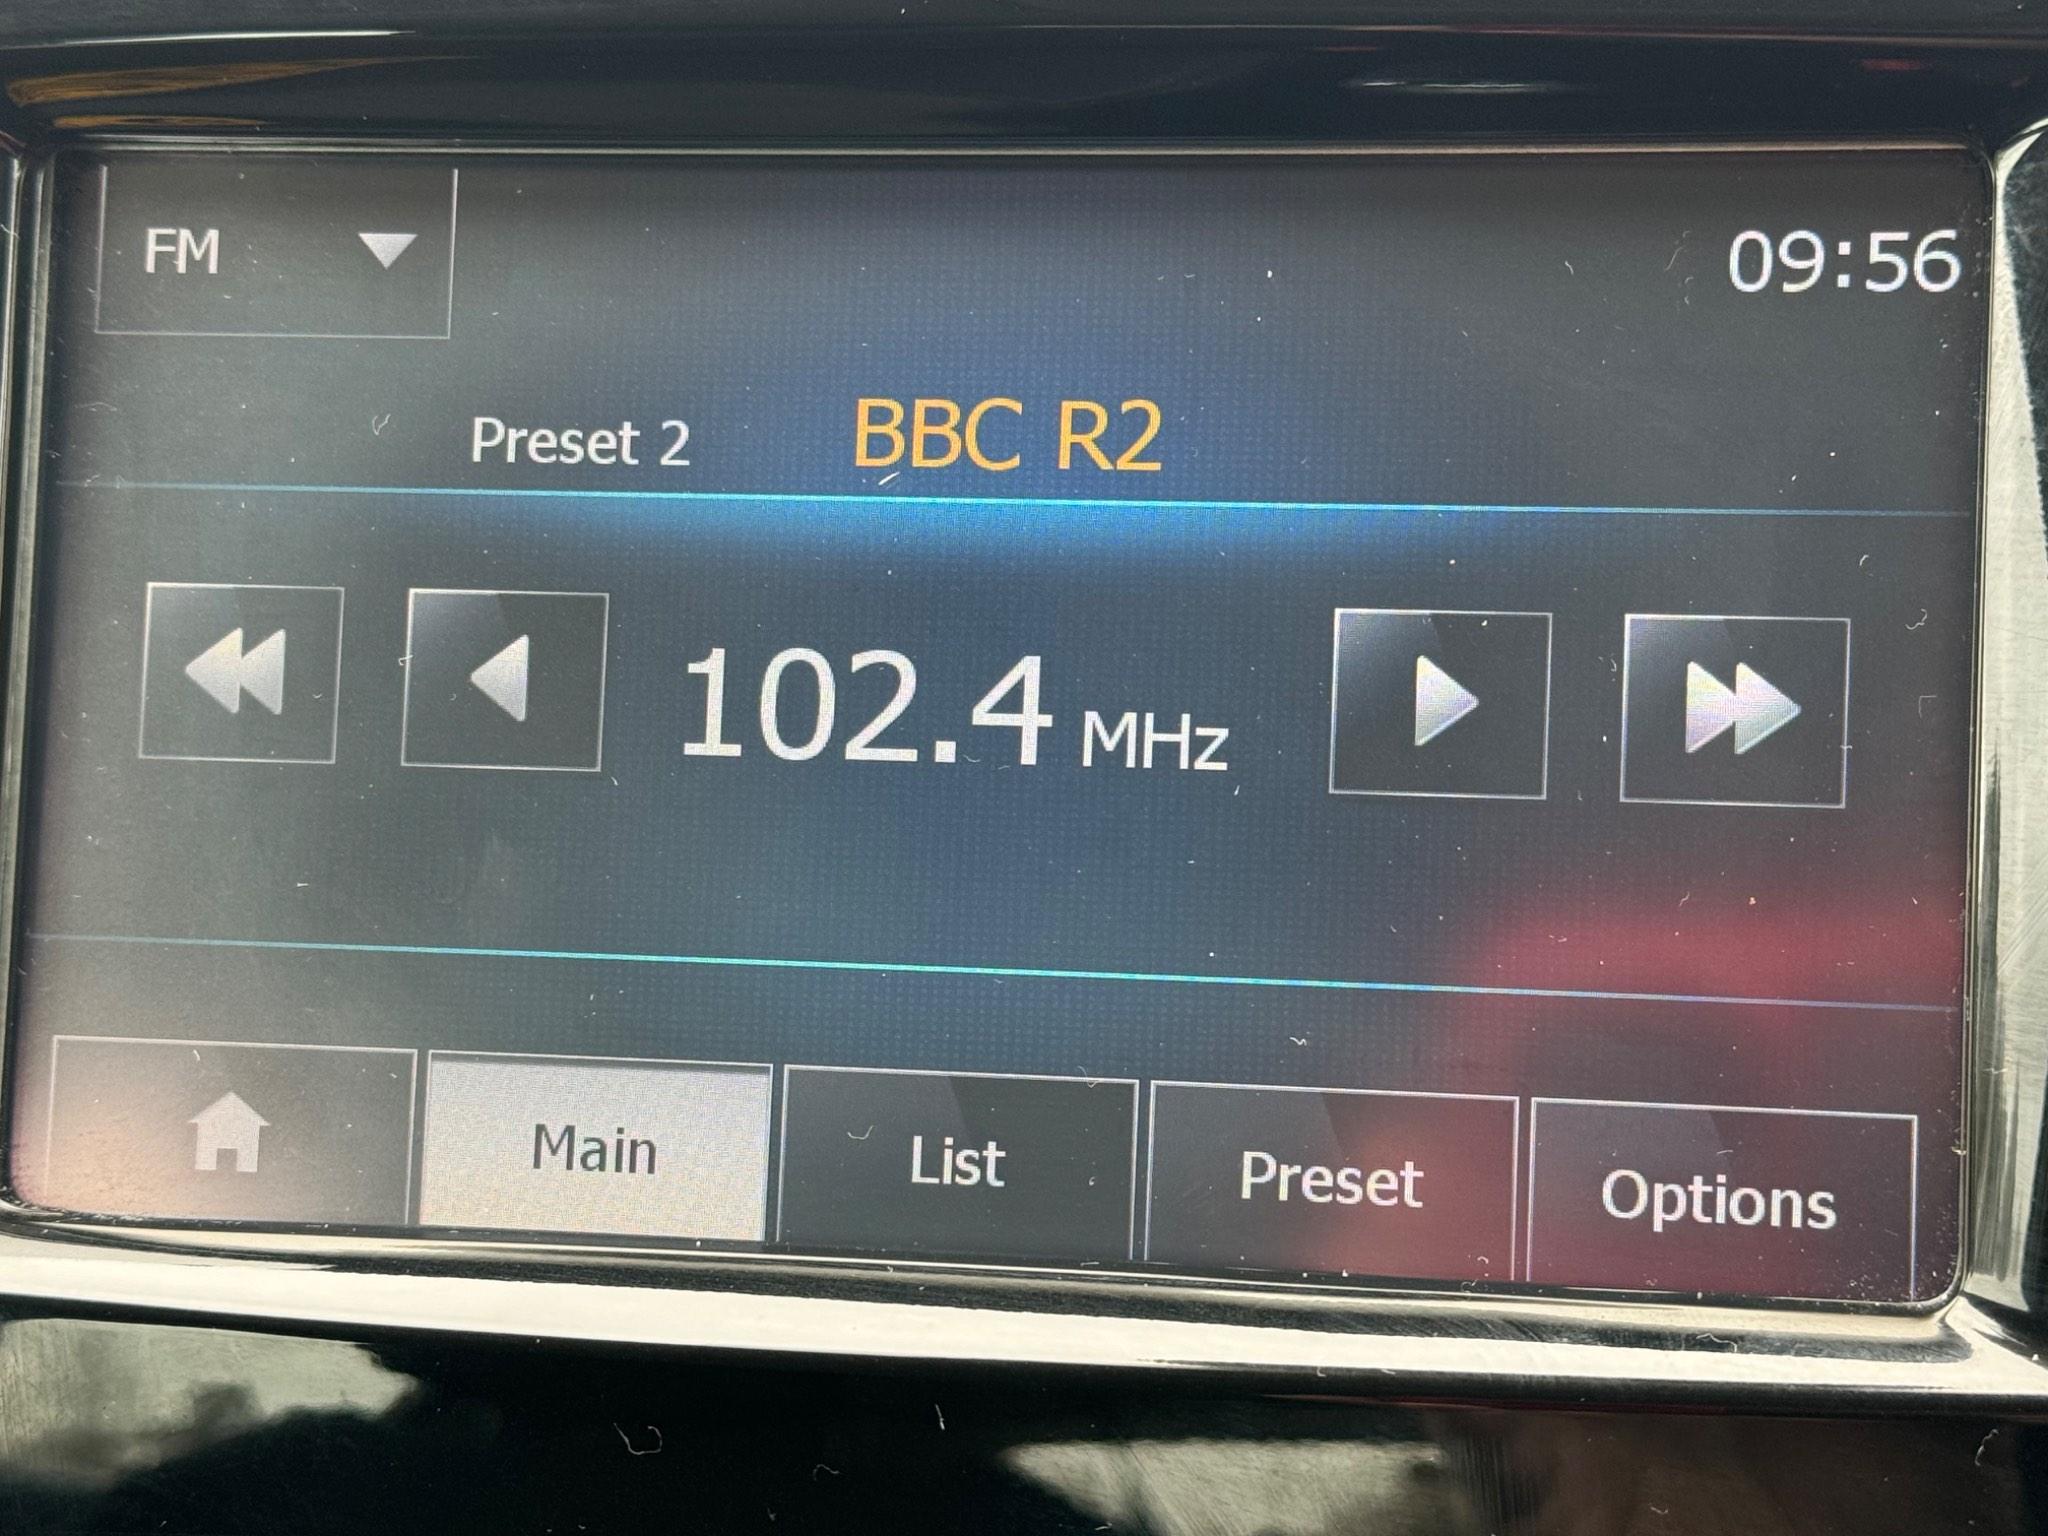 FM
09:56
Preset 2 BBC R2
102.4 MHz
Main List Preset Options